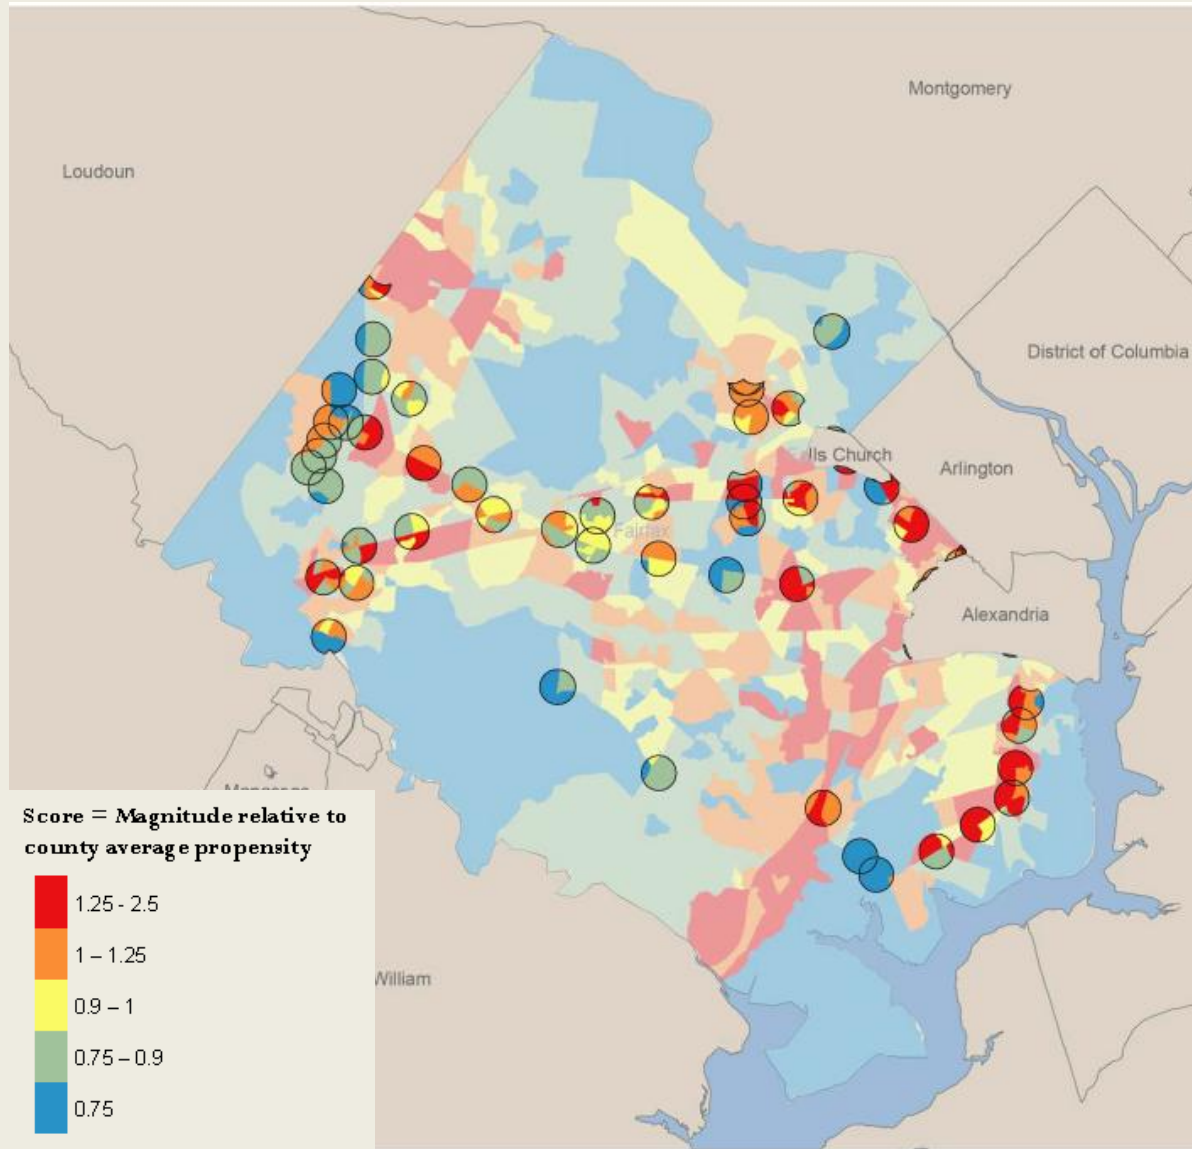 Montgomery
Loudoun
District of Columbia
lls Church
Arlington
Fairfax
Alexandria
Score = Magnitude relative to
county average propensity
1.25 - 2.5
1 – 1.25
0.9 – 1
0.75 – 0.9
0.75
William